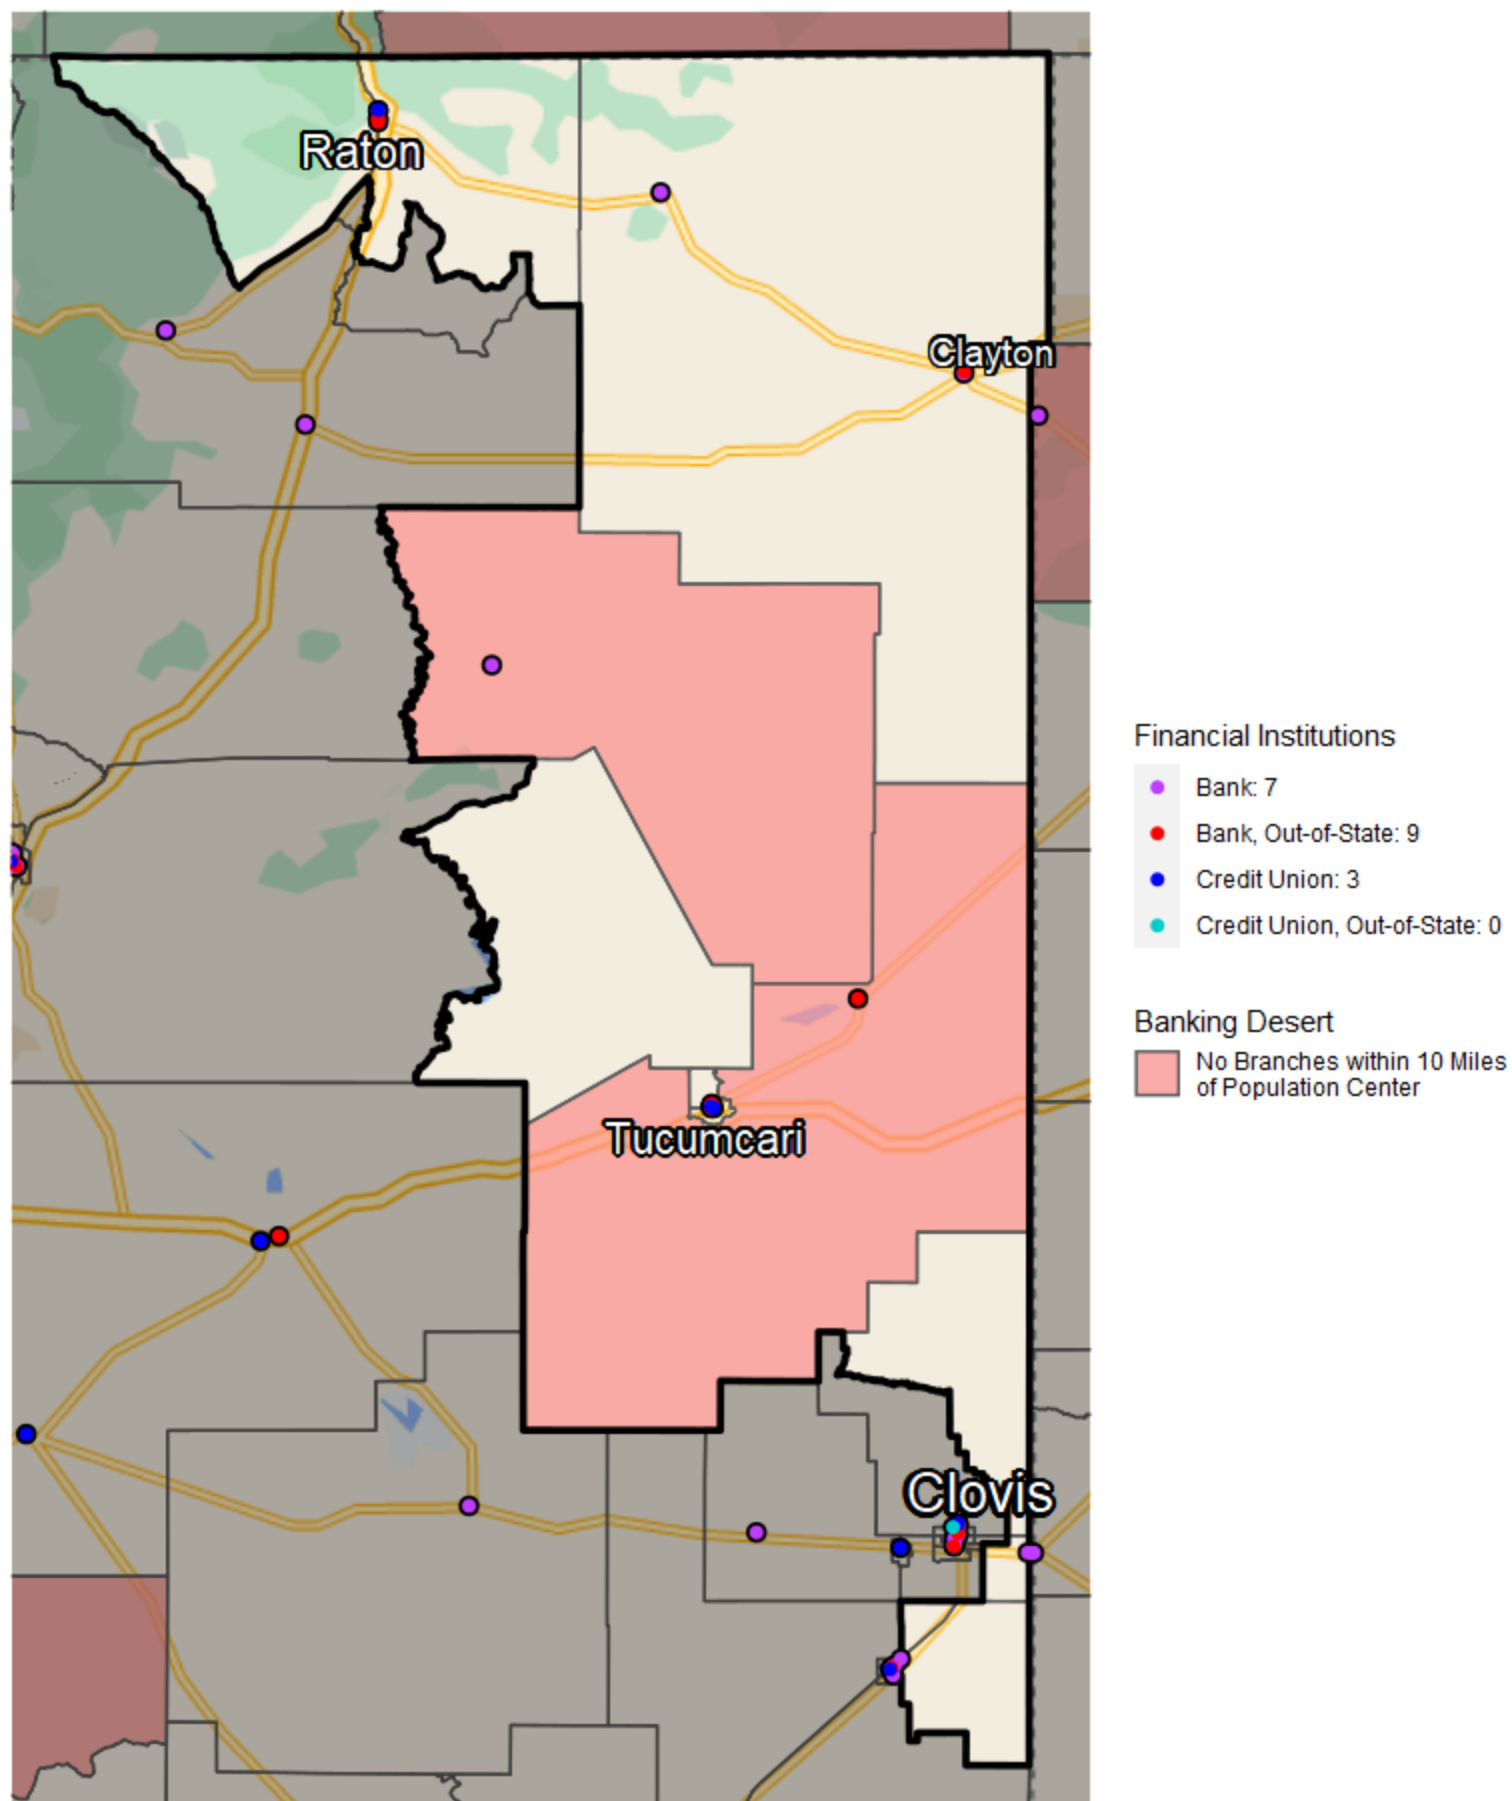 Raton
Clayton
Financial Institutions
Bank: 7
Bank, Out-of-State: 9
Credit Union: 3
Credit Union, Out-of-State: 0
Banking Desert
No Branches within 10 Miles
of Population Center
Tucumcari
Clovis